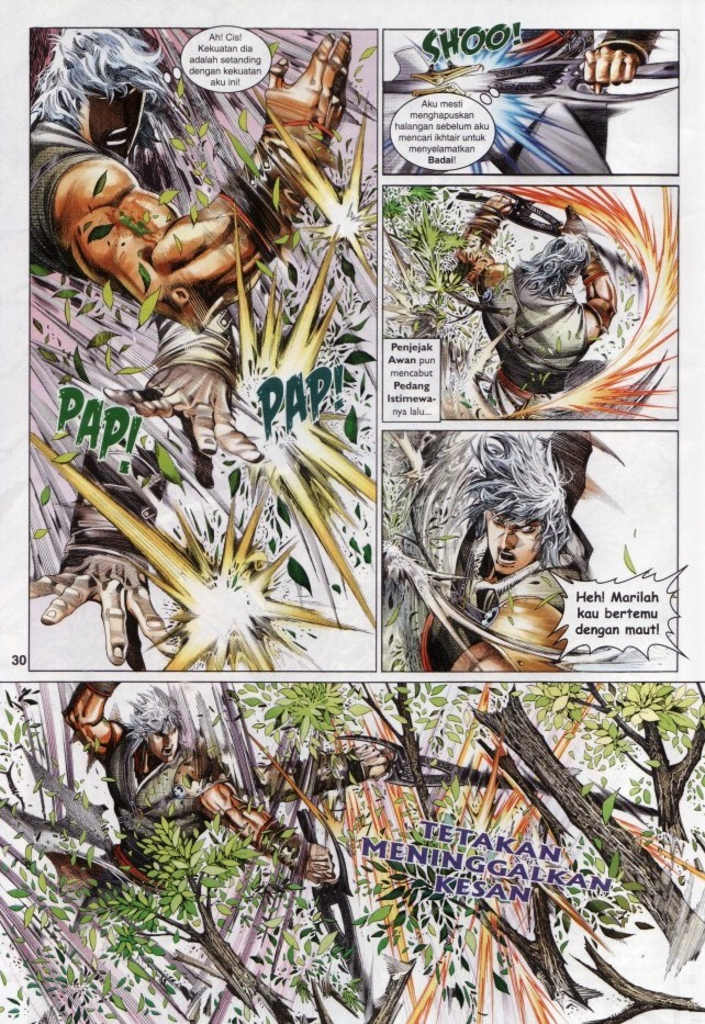 Ah! Cis!
Kekuatan dia
adalah setanding
dengan kekuatan
aku ini!
PAP!
PAP!
SHOO!
Aku mesti
menghapuskan
halangan sebelum aku
mencari ikhtiar untuk
menyelamatkan
Badai!
Penjejak
Awan pun
mencabut
Pedang
Istimewa-
nya lalu...
Heh! Marilah
kau bertemu
dengan maut!
30
TETAKAN
MENINGGALKAN
KESAN